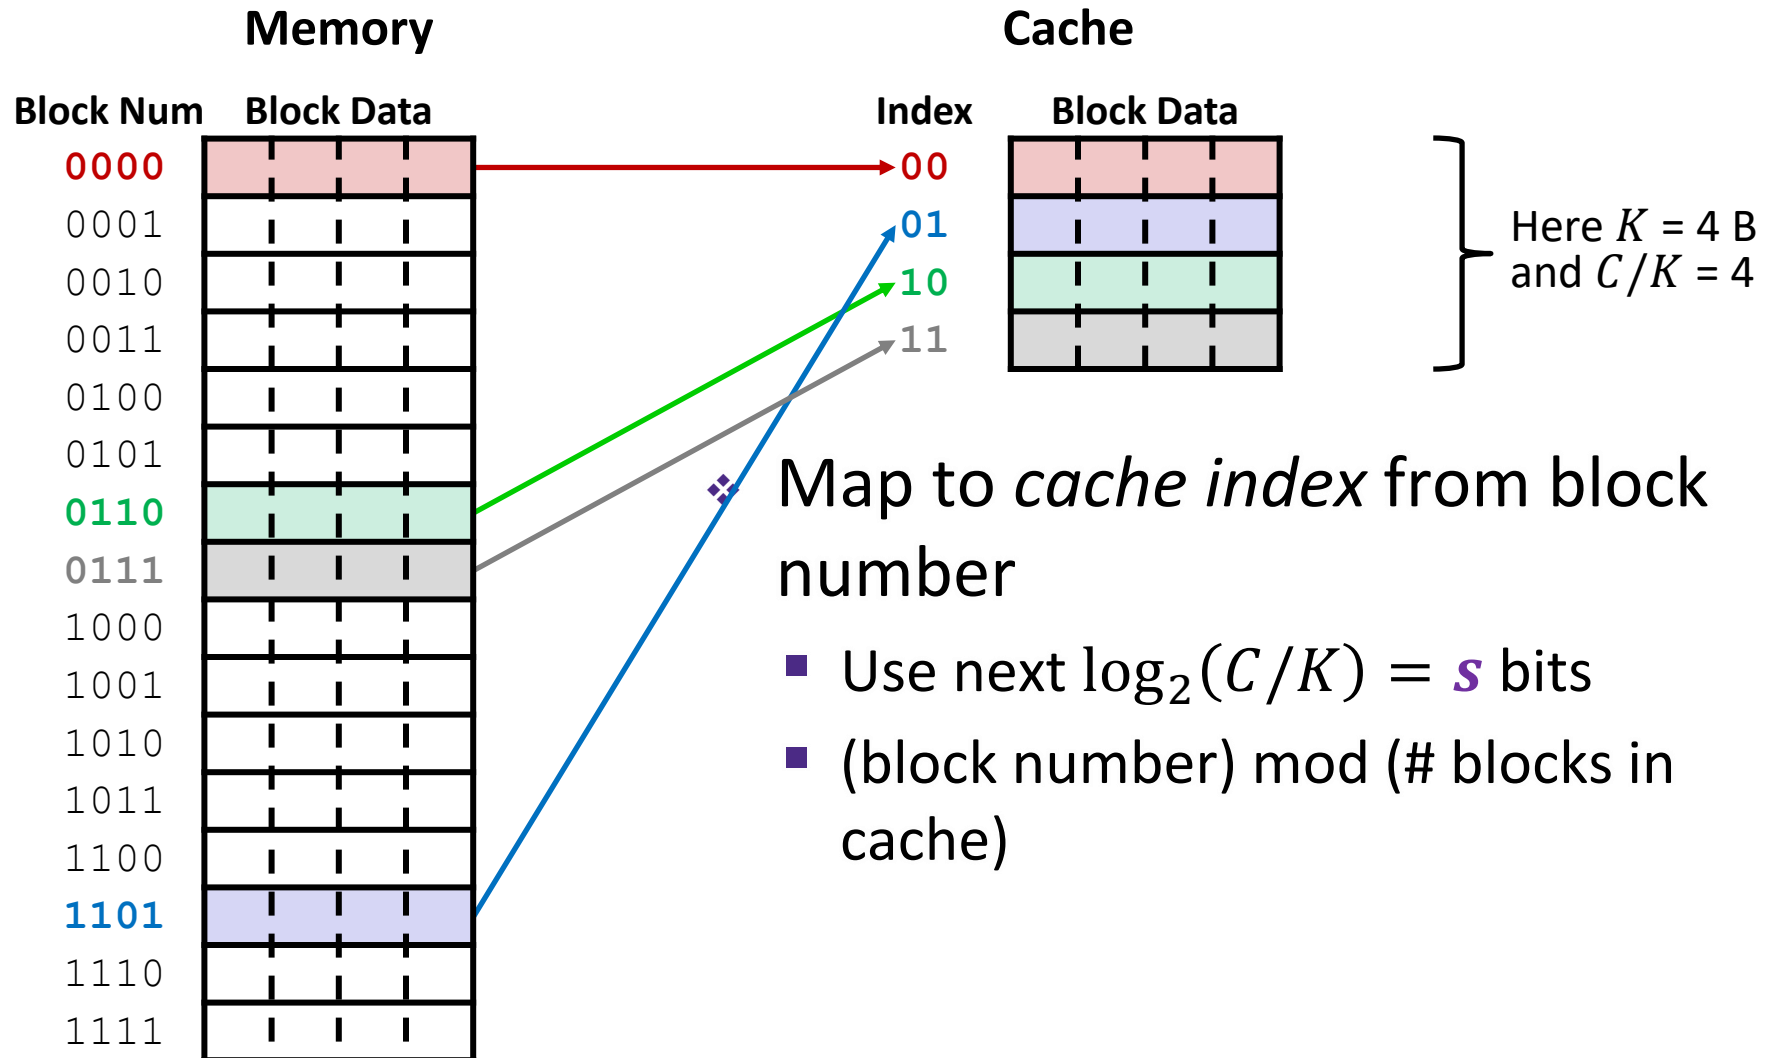 Memory
Cache
Block Num Block Data
Index Block Data
0000
0001
0010
0011
0100
0101
0110
0111
1000
1001
1010
1011
1100
1101
1110
1111
00
01
10
11
Here K = 4 B
and C/K = 4
❖ Map to cache index from block
number
▪ Use next log₂(C/K) = s bits
▪ (block number) mod (# blocks in
cache)